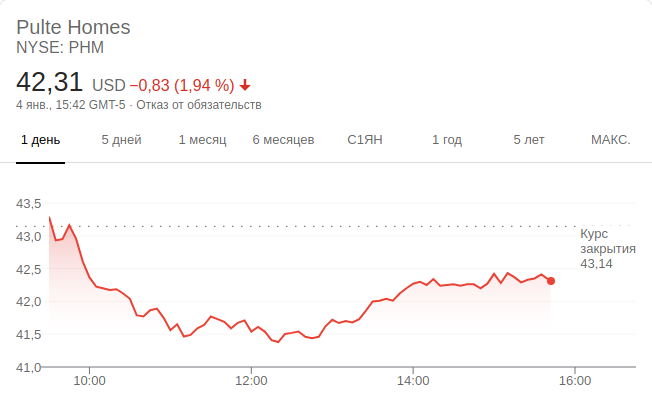 Pulte Homes
NYSE: PHM
42,31 USD −0,83 (1,94 %)
4 янв., 15:42 GMT-5 · Отказ от обязательств
1 день 5 дней 1 месяц 6 месяцев С1ЯН 1 год 5 лет МАКС.
43,5
43,0
42,5
42,0
41,5
41,0
Курс
закрытия
43,14
10:00 12:00 14:00 16:00